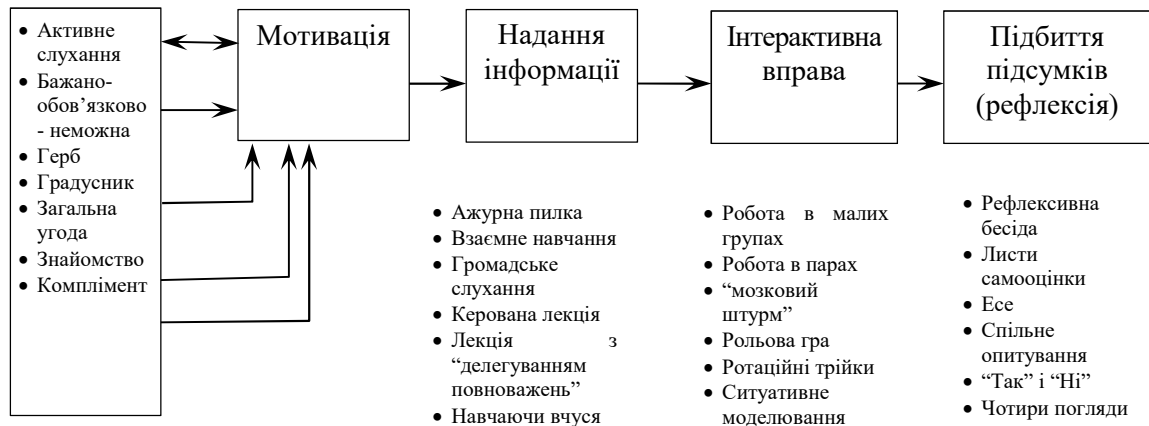 • Активне
слухання
• Бажано-
обов’язково
- неможна
• Герб
• Градусник
• Загальна
угода
• Знайомство
• Комплімент
Мотивація
Надання
інформації
Інтерактивна
вправа
Підбиття
підсумків
(рефлексія)
• Ажурна пилка
• Взаємне навчання
• Громадське
слухання
• Керована лекція
• Лекція з
“делегуванням
повноважень”
• Навчаючи вчуся
• Робота в малих
групах
• Робота в парах
• “мозковий
штурм”
• Рольова гра
• Ротаційні трійки
• Ситуативне
моделювання
• Рефлексивна
бесіда
• Листи
самооцінки
• Есе
• Спільне
опитування
• “Так” і “Ні”
• Чотири погляди